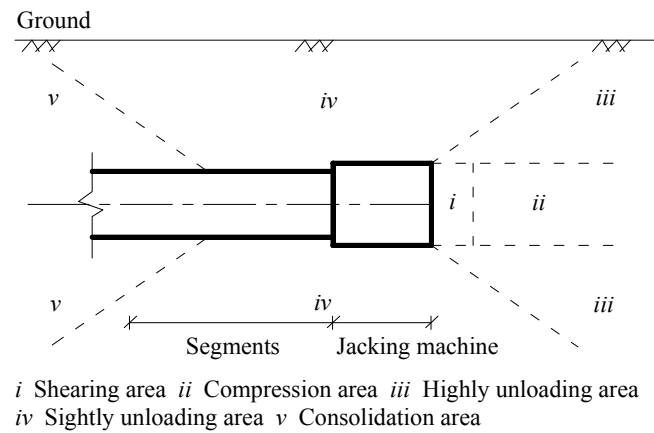 Ground
v
iv
iii
i
ii
v
iv
iii
Segments
Jacking machine
i Shearing area ii Compression area iii Highly unloading area
iv Sightly unloading area v Consolidation area